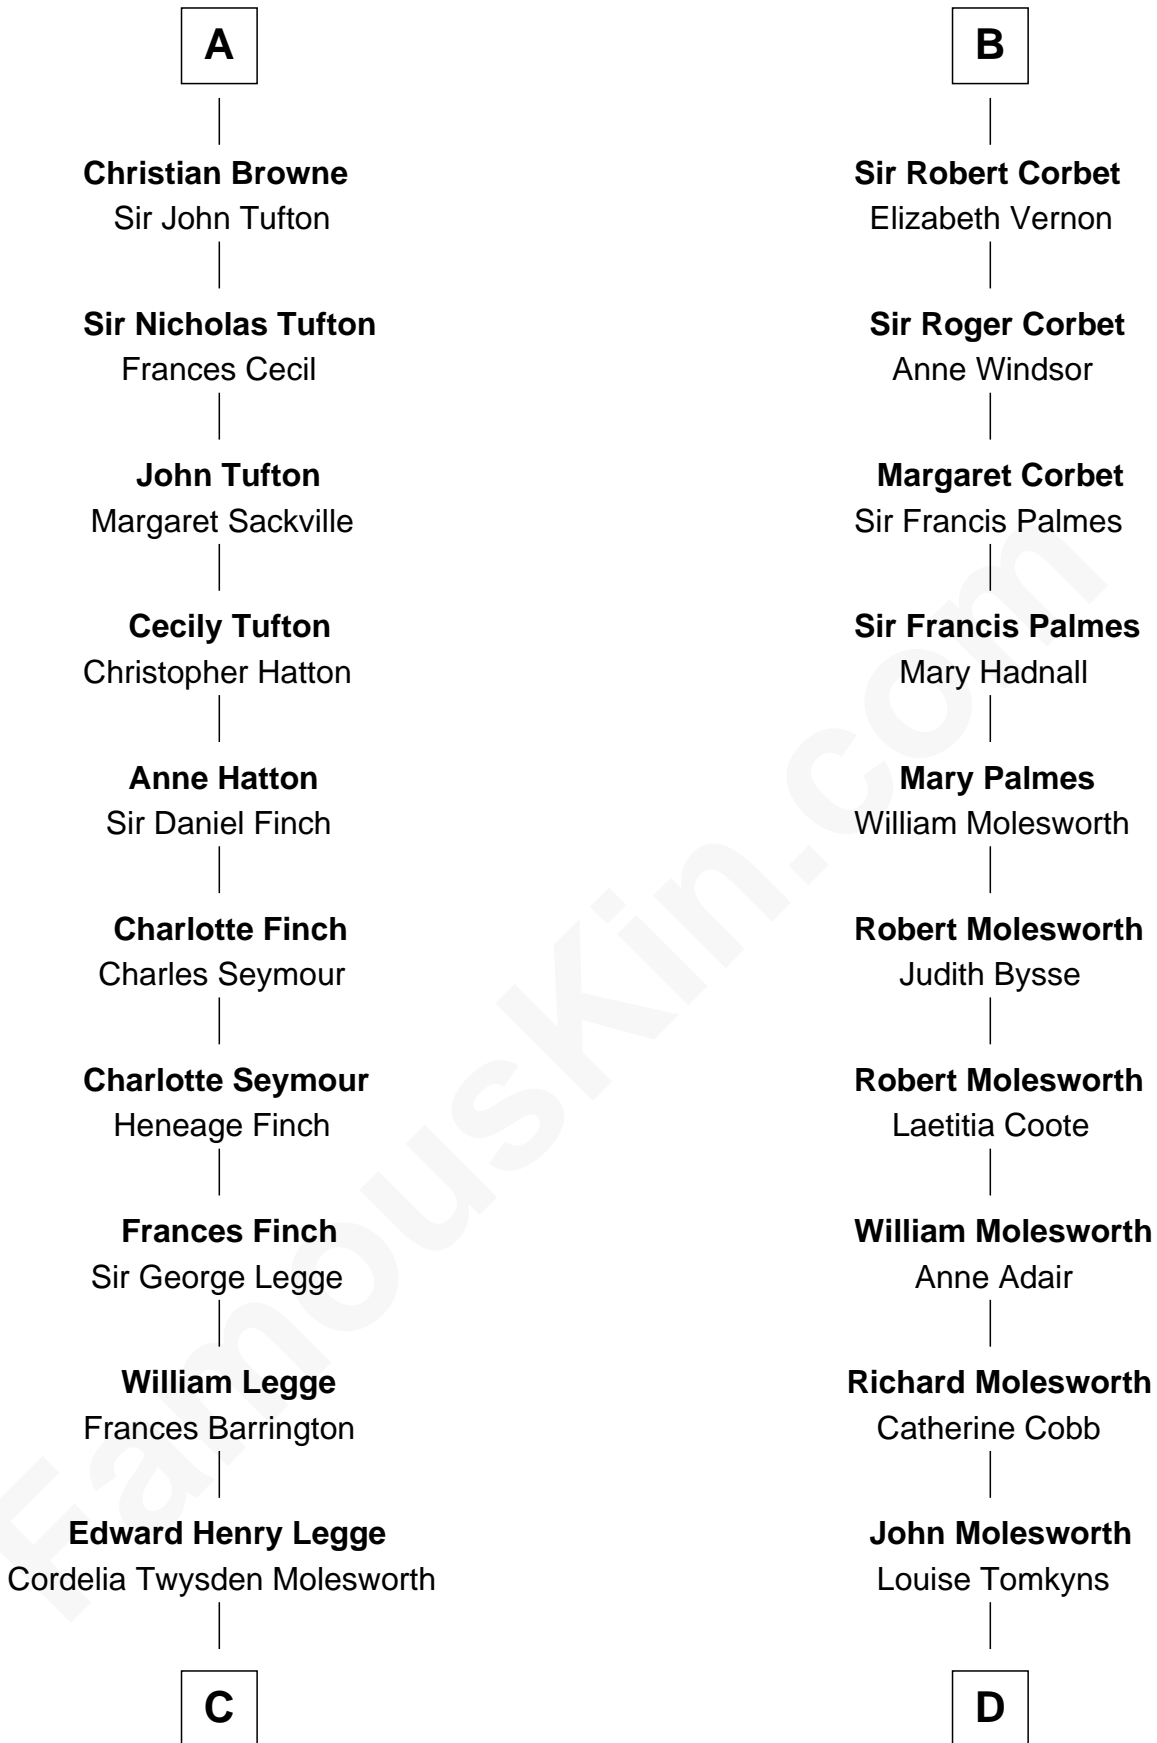 A
Christian Browne
Sir John Tufton
Sir Nicholas Tufton
Frances Cecil
John Tufton
Margaret Sackville
Cecily Tufton
Christopher Hatton
Anne Hatton
Sir Daniel Finch
Charlotte Finch
Charles Seymour
Charlotte Seymour
Heneage Finch
Frances Finch
Sir George Legge
William Legge
Frances Barrington
Edward Henry Legge
Cordelia Twysden Molesworth
C
B
Sir Robert Corbet
Elizabeth Vernon
Sir Roger Corbet
Anne Windsor
Margaret Corbet
Sir Francis Palmes
Sir Francis Palmes
Mary Hadnall
Mary Palmes
William Molesworth
Robert Molesworth
Judith Bysse
Robert Molesworth
Laetitia Coote
William Molesworth
Anne Adair
Richard Molesworth
Catherine Cobb
John Molesworth
Louise Tomkyns
D
FamousKin.com